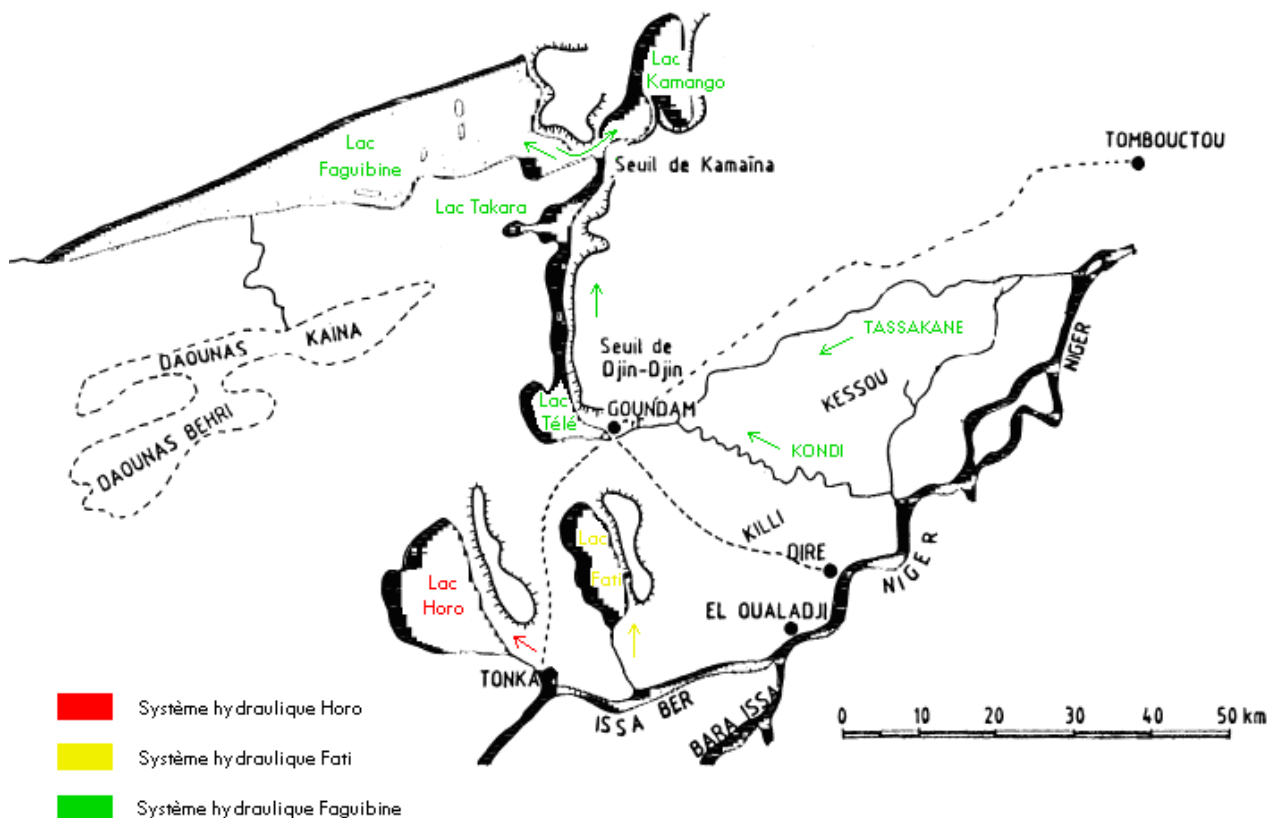 Lac
Kamango
TOMBOUCTOU
Lac
Faguibine
Seuil de Kamaïna
Lac Takara
TASSAKANE
KAÏNA
DAOUNAS
NIGER
Seuil de
Djin-Djin
KESSOU
Lac
Télé
GOUNDAM
DAOUNAS BEHRI
KONDI
KILLI
Lac
Fati
DIRE
NIGER
Lac
Horo
EL OUALADJI
TONKA
ISSA BER
BARA ISSA
0 10 20 30 40 50 km
Système hydraulique Horo
Système hydraulique Fati
Système hydraulique Faguibine